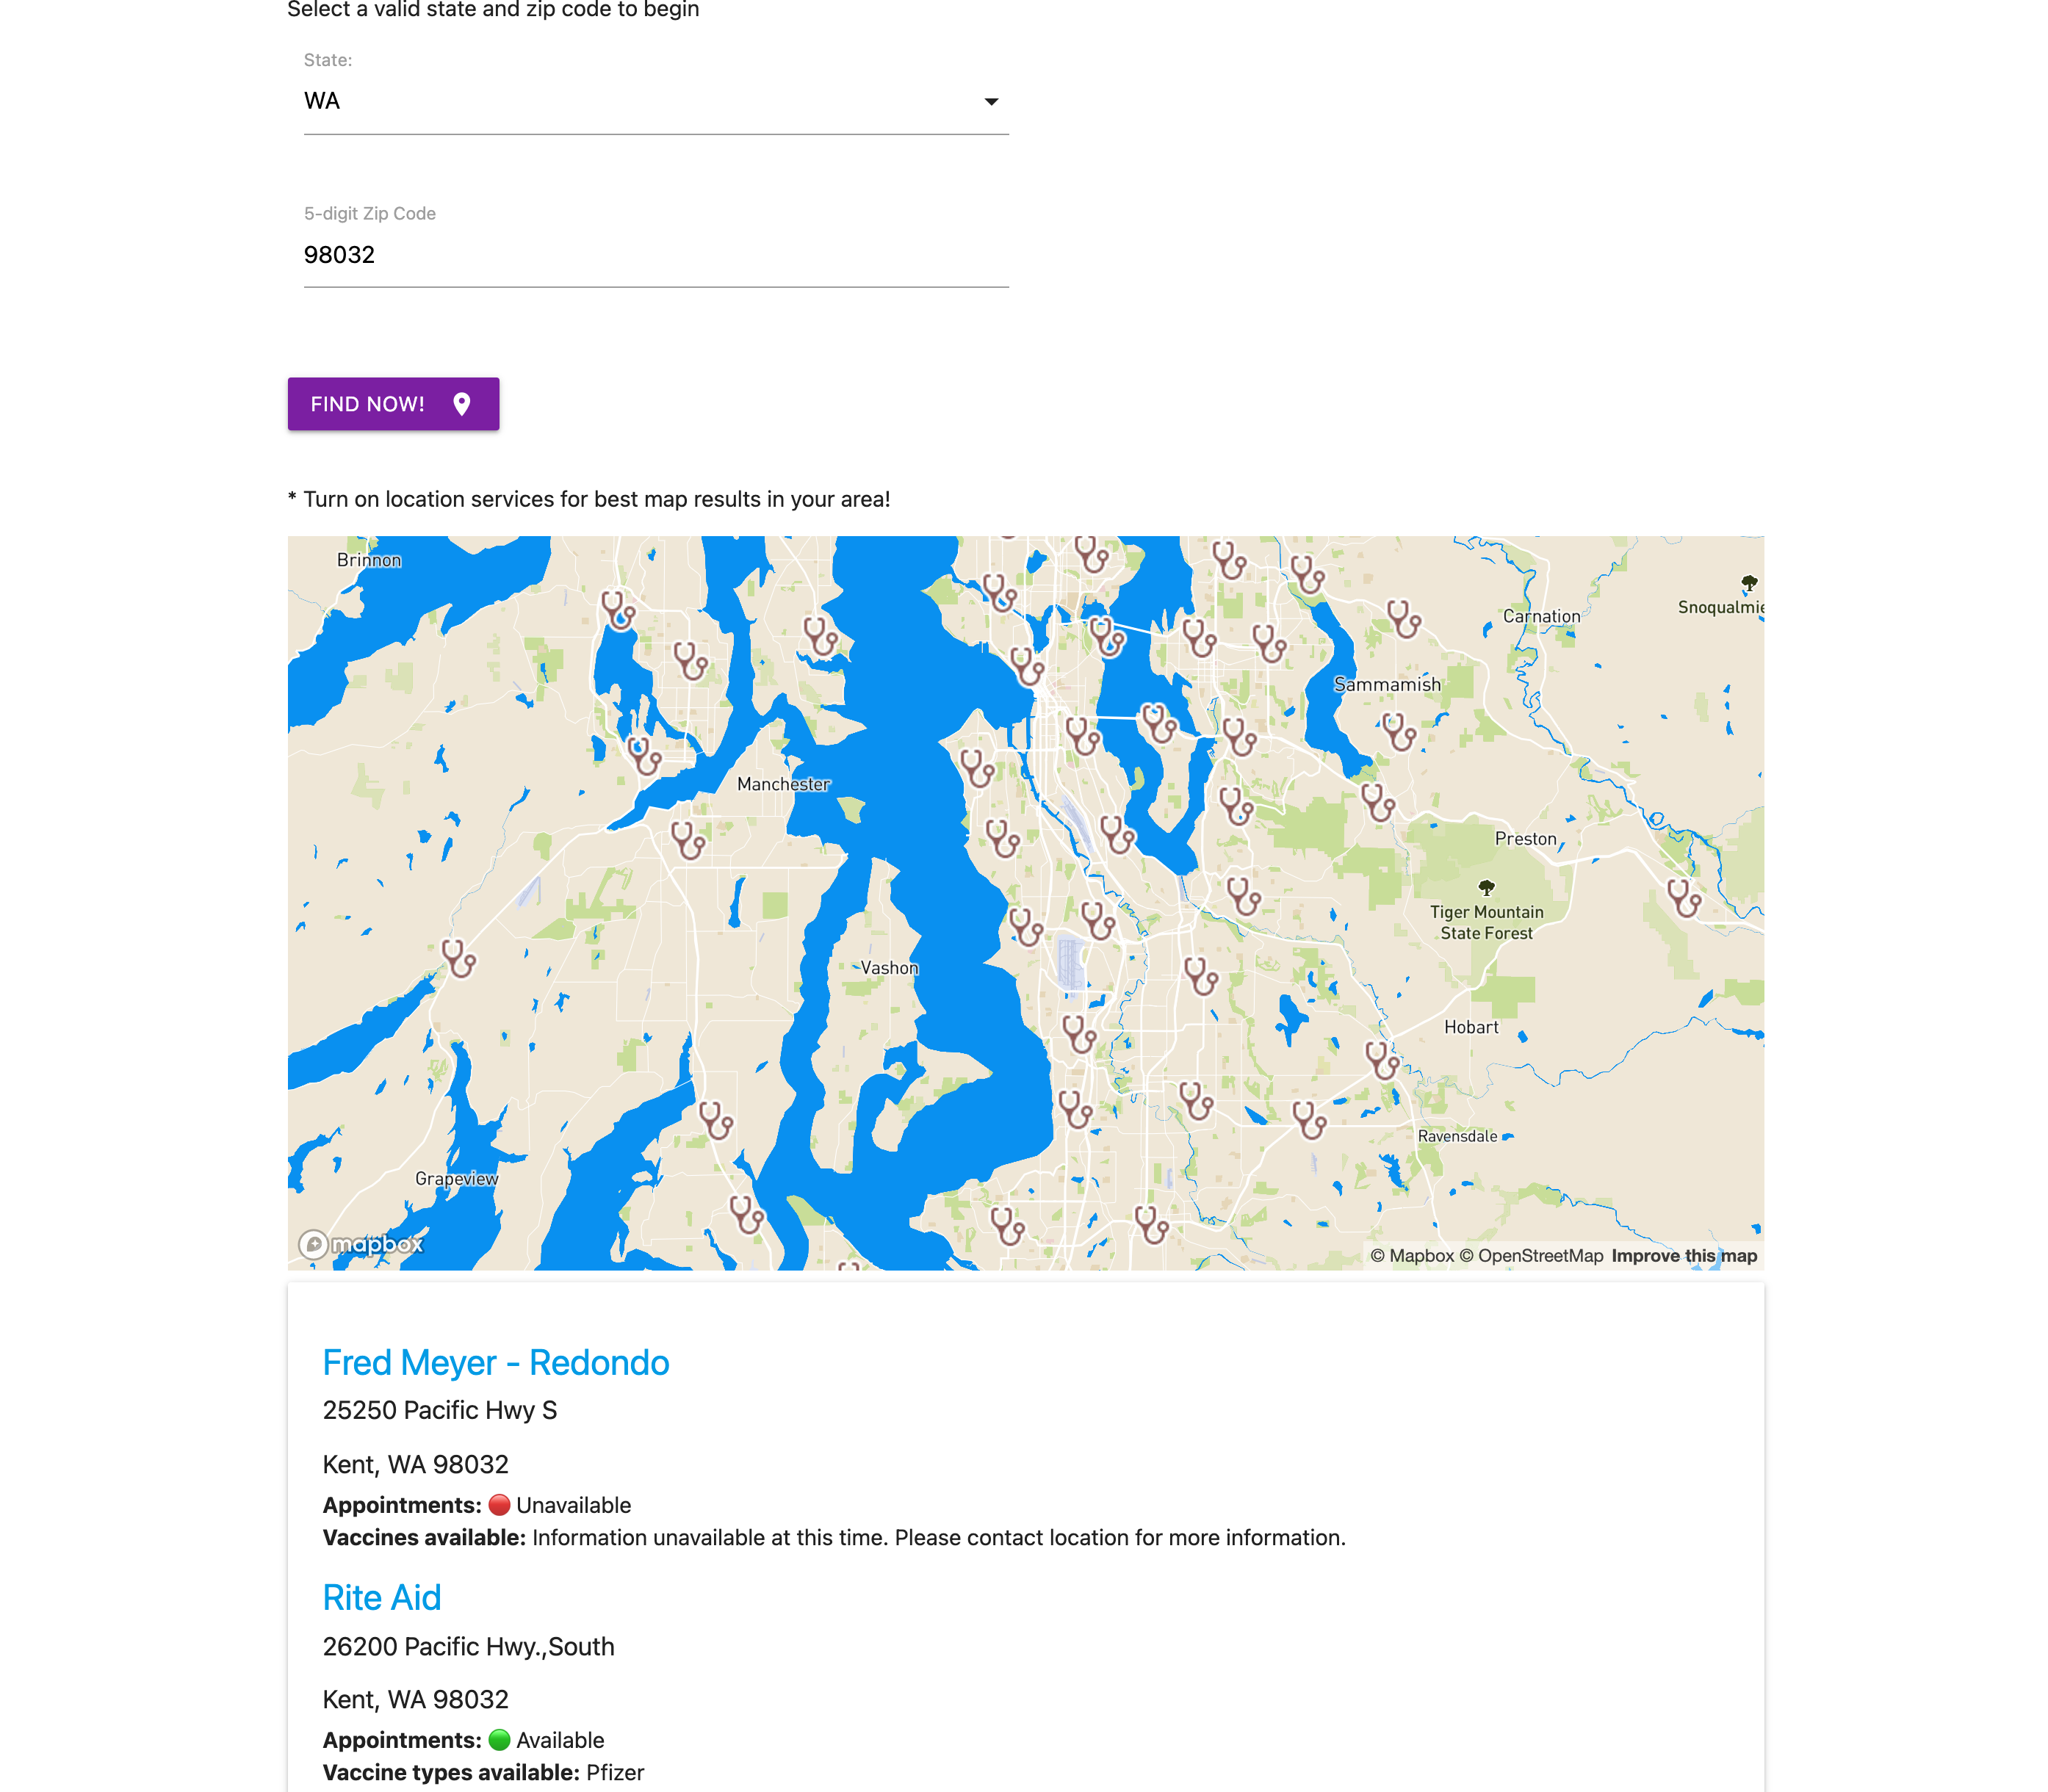 Select a valid state and zip code to begin
State:
WA
5-digit Zip Code
98032
FIND NOW!
* Turn on location services for best map results in your area!
Brinnon
Carnation
Snoqualmie
Sammamish
Manchester
Preston
Tiger Mountain
State Forest
Vashon
Hobart
Ravensdale
Grapeview
mapbox
© Mapbox © OpenStreetMap Improve this map
Fred Meyer - Redondo
25250 Pacific Hwy S
Kent, WA 98032
Appointments: 🔴 Unavailable
Vaccines available: Information unavailable at this time. Please contact location for more information.
Rite Aid
26200 Pacific Hwy.,South
Kent, WA 98032
Appointments: 🟢 Available
Vaccine types available: Pfizer